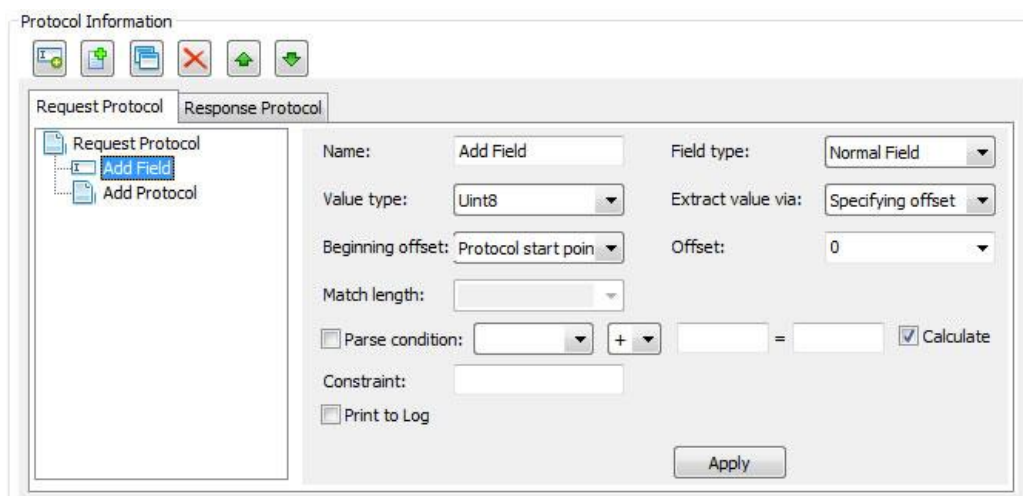 Protocol Information
Request Protocol Response Protocol
Request Protocol
Add Field
Add Protocol
Name: Add Field Field type: Normal Field
Value type: Uint8 Extract value via: Specifying offset
Beginning offset: Protocol start poin Offset: 0
Match length:
Parse condition: + = Calculate
Constraint:
Print to Log
Apply